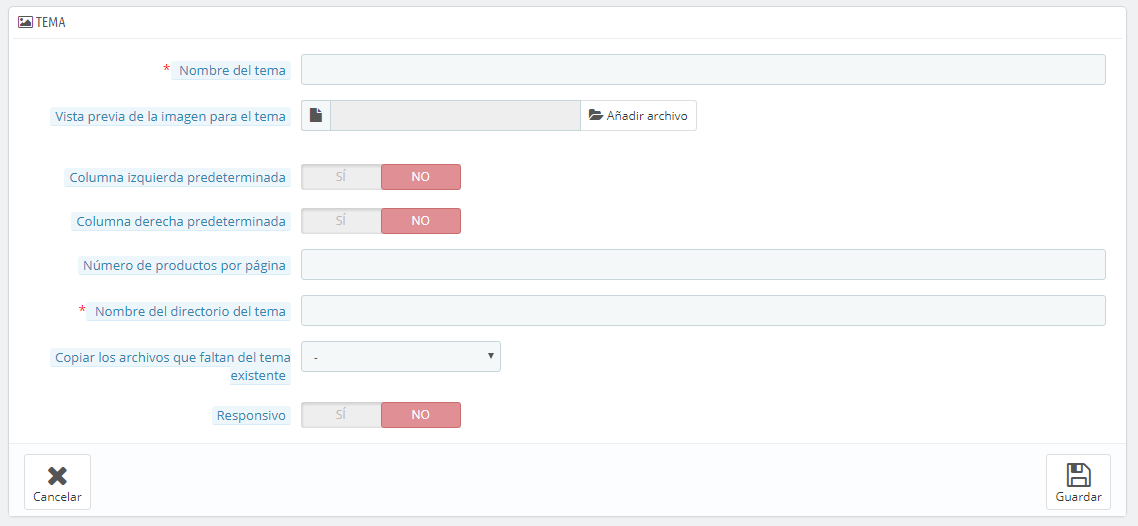 TEMA
* Nombre del tema
Vista previa de la imagen para el tema
Añadir archivo
Columna izquierda predeterminada SÍ NO
Columna derecha predeterminada SÍ NO
Número de productos por página
* Nombre del directorio del tema
Copiar los archivos que faltan del tema
existente
-
Responsivo SÍ NO
Cancelar
Guardar